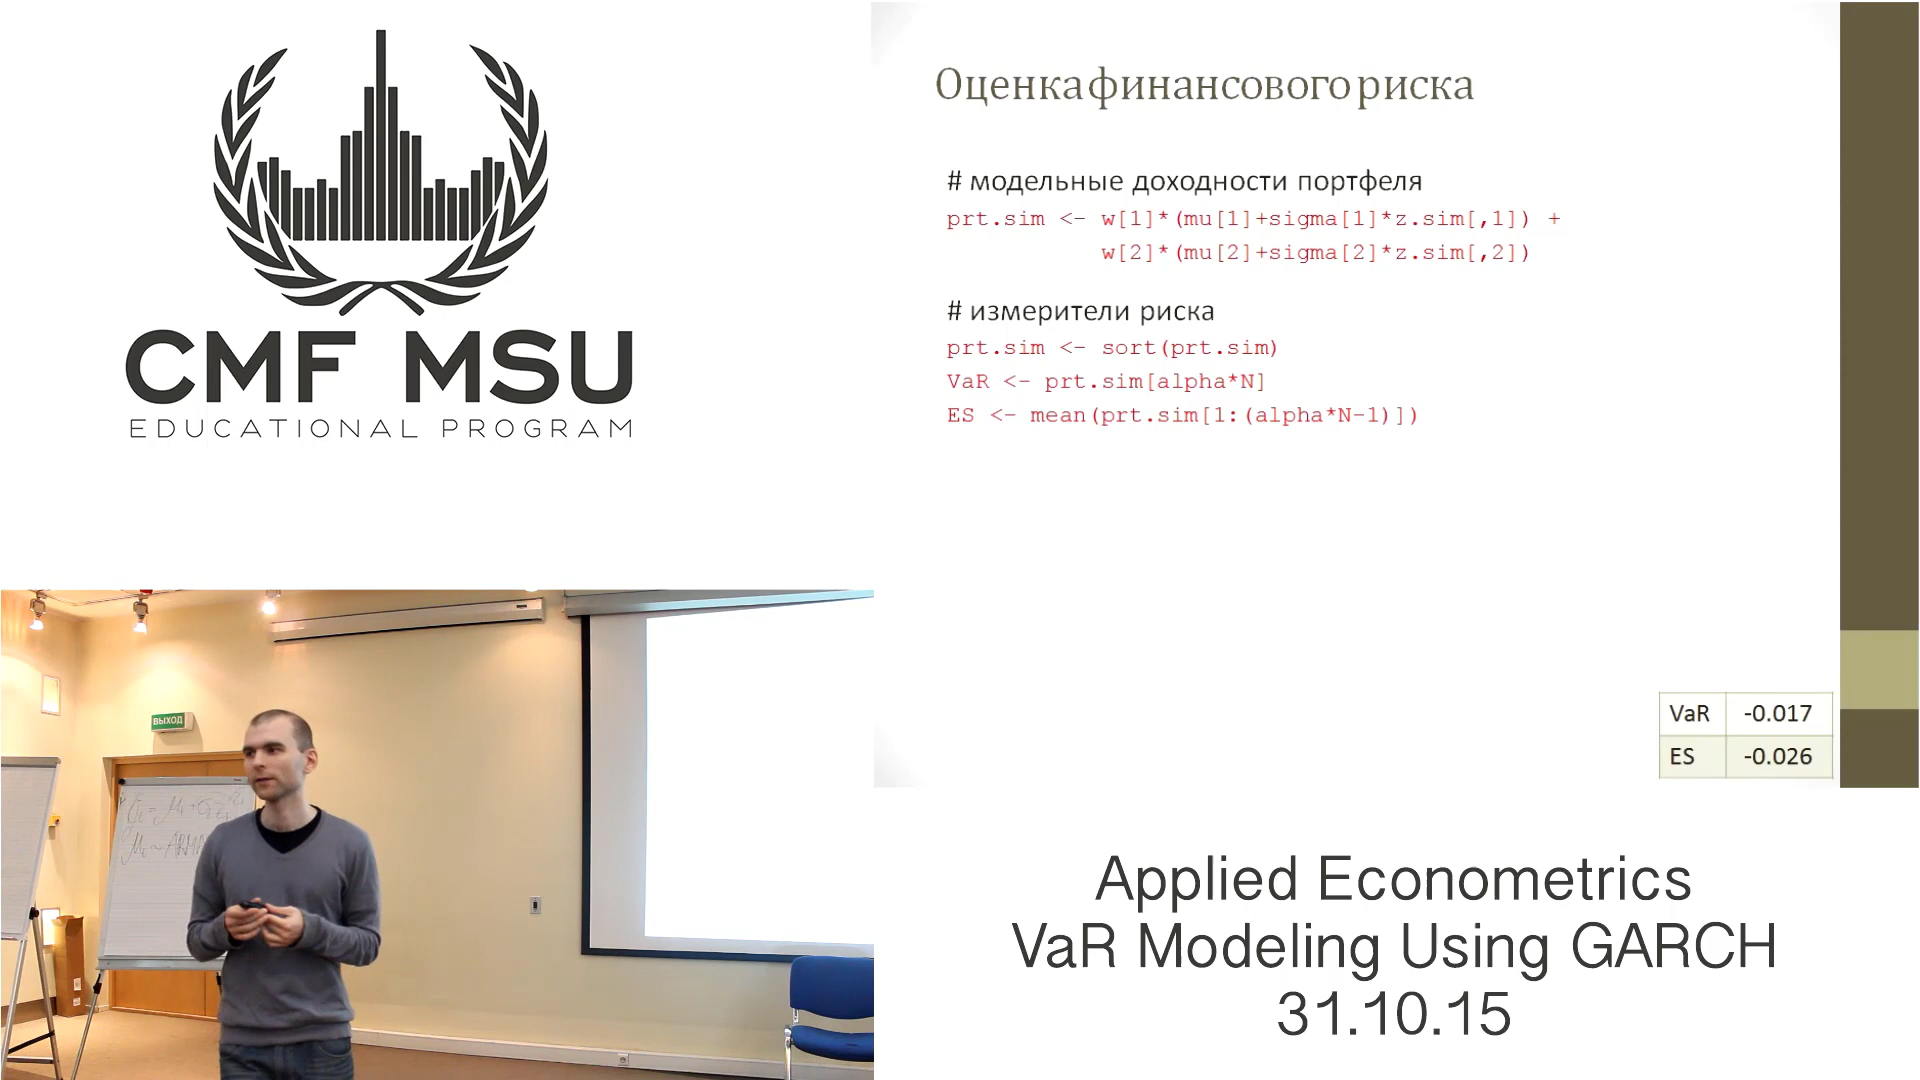 CMF MSU
EDUCATIONAL PROGRAM
Оценка финансового риска
# модельные доходности портфеля
prt.sim <- w[1]*(mu[1]+sigma[1]*z.sim[,1]) +
w[2]*(mu[2]+sigma[2]*z.sim[,2])
# измерители риска
prt.sim <- sort(prt.sim)
VaR <- prt.sim[alpha*N]
ES <- mean(prt.sim[1:(alpha*N-1)])
VaR -0.017
ES -0.026
ВЫХОД
Applied Econometrics
VaR Modeling Using GARCH
31.10.15